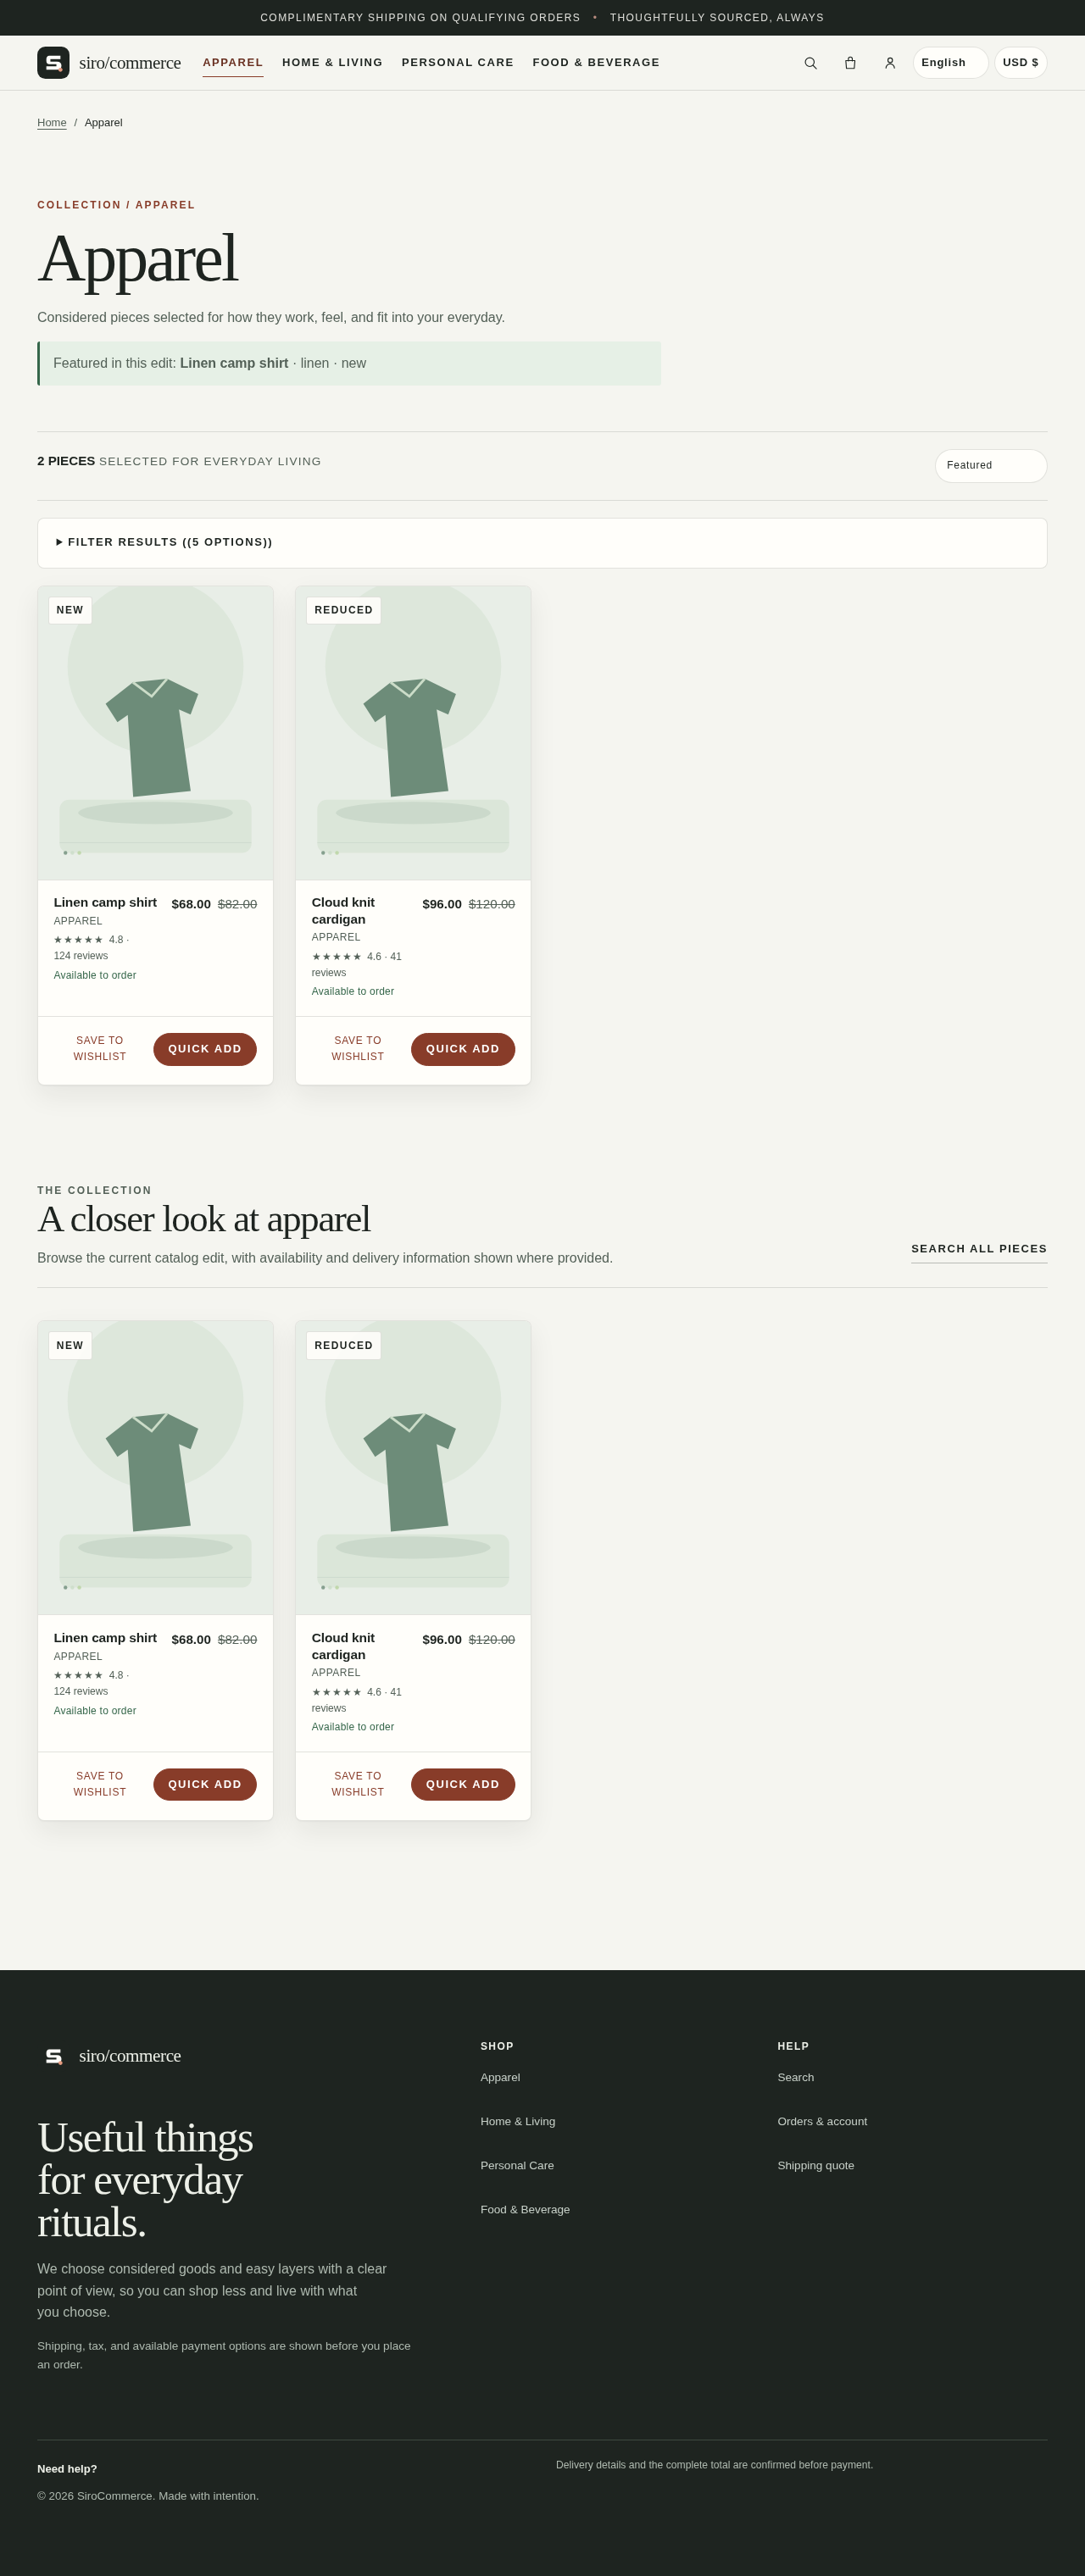 COMPLIMENTARY SHIPPING ON QUALIFYING ORDERS • THOUGHTFULLY SOURCED, ALWAYS
S siro/commerce APPAREL HOME & LIVING PERSONAL CARE FOOD & BEVERAGE English USD $
Home / Apparel
COLLECTION / APPAREL
Apparel
Considered pieces selected for how they work, feel, and fit into your everyday.
Featured in this edit: Linen camp shirt · linen · new
2 PIECES SELECTED FOR EVERYDAY LIVING
Featured
FILTER RESULTS ((5 OPTIONS))
NEW
Linen camp shirt $68.00 $82.00
APPAREL
★★★★★ 4.8 ·
124 reviews
Available to order
SAVE TO
WISHLIST
QUICK ADD
REDUCED
Cloud knit
cardigan
$96.00 $120.00
APPAREL
★★★★★ 4.6 · 41
reviews
Available to order
SAVE TO
WISHLIST
QUICK ADD
THE COLLECTION
A closer look at apparel
Browse the current catalog edit, with availability and delivery information shown where provided.
SEARCH ALL PIECES
NEW
Linen camp shirt $68.00 $82.00
APPAREL
★★★★★ 4.8 ·
124 reviews
Available to order
SAVE TO
WISHLIST
QUICK ADD
REDUCED
Cloud knit
cardigan
$96.00 $120.00
APPAREL
★★★★★ 4.6 · 41
reviews
Available to order
SAVE TO
WISHLIST
QUICK ADD
S siro/commerce
Useful things
for everyday
rituals.
We choose considered goods and easy layers with a clear
point of view, so you can shop less and live with what
you choose.
Shipping, tax, and available payment options are shown before you place
an order.
SHOP
Apparel
Home & Living
Personal Care
Food & Beverage
HELP
Search
Orders & account
Shipping quote
Need help?
© 2026 SiroCommerce. Made with intention.
Delivery details and the complete total are confirmed before payment.